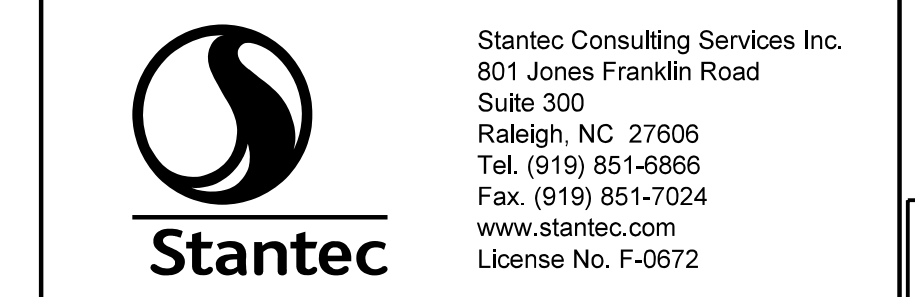 Stantec
Stantec Consulting Services Inc.
801 Jones Franklin Road
Suite 300
Raleigh, NC  27606
Tel. (919) 851-6866
Fax. (919) 851-7024
www.stantec.com
License No. F-0672